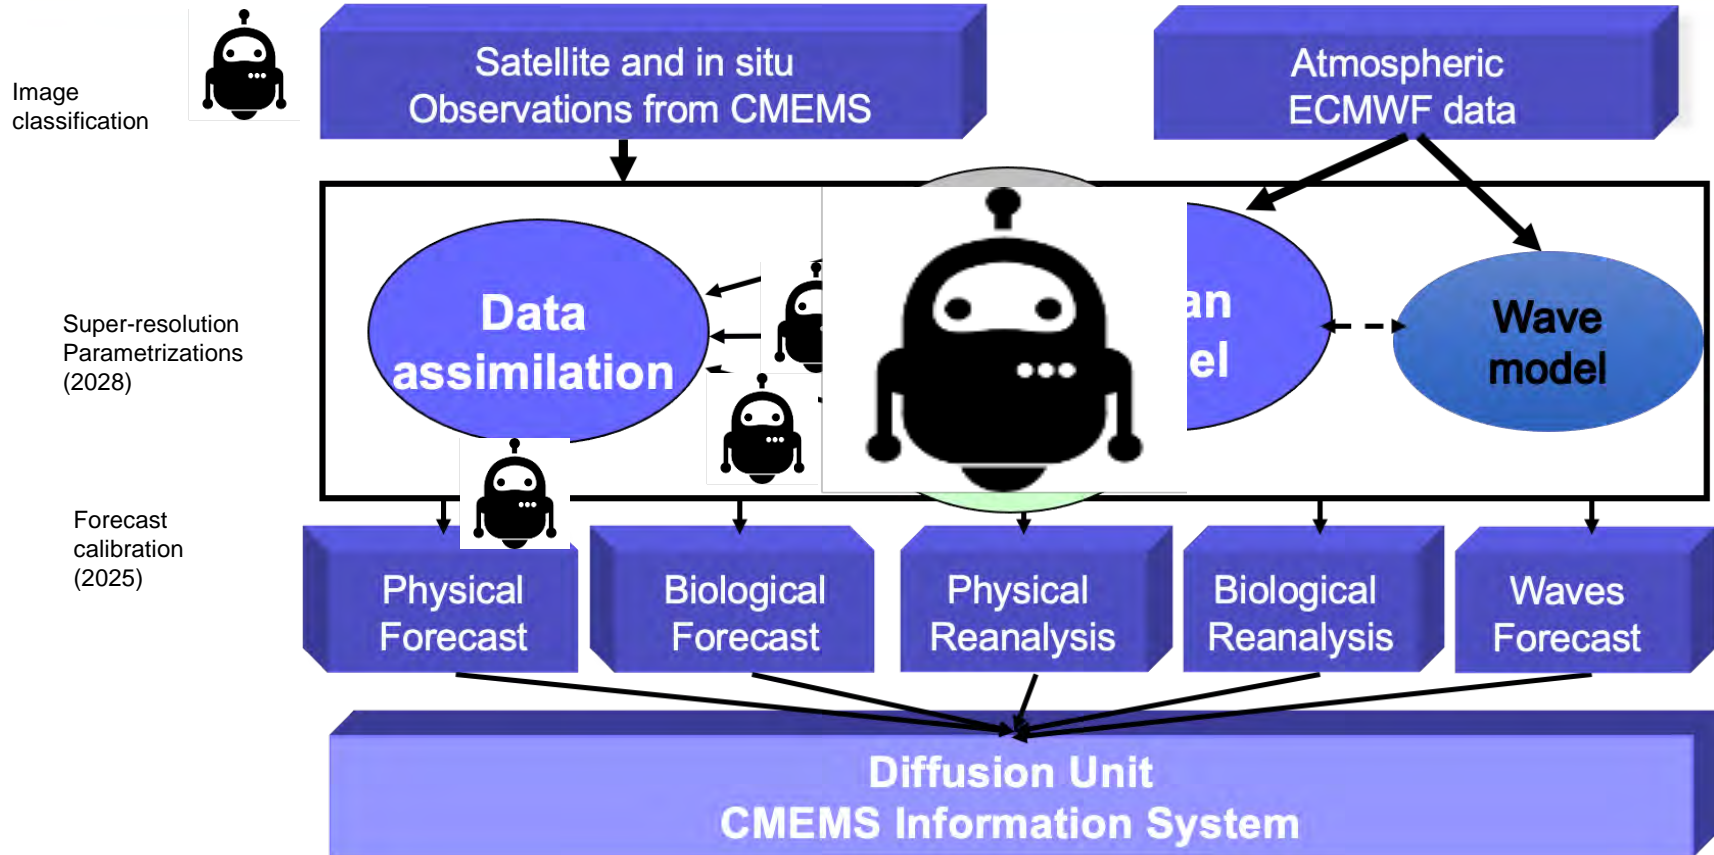 Image
classification
Satellite and in situ
Observations from CMEMS
Atmospheric
ECMWF data
Super-resolution
Parametrizations
(2028)
Data
assimilation
an
el
Wave
model
Forecast
calibration
(2025)
Physical
Forecast
Biological
Forecast
Physical
Reanalysis
Biological
Reanalysis
Waves
Forecast
Diffusion Unit
CMEMS Information System